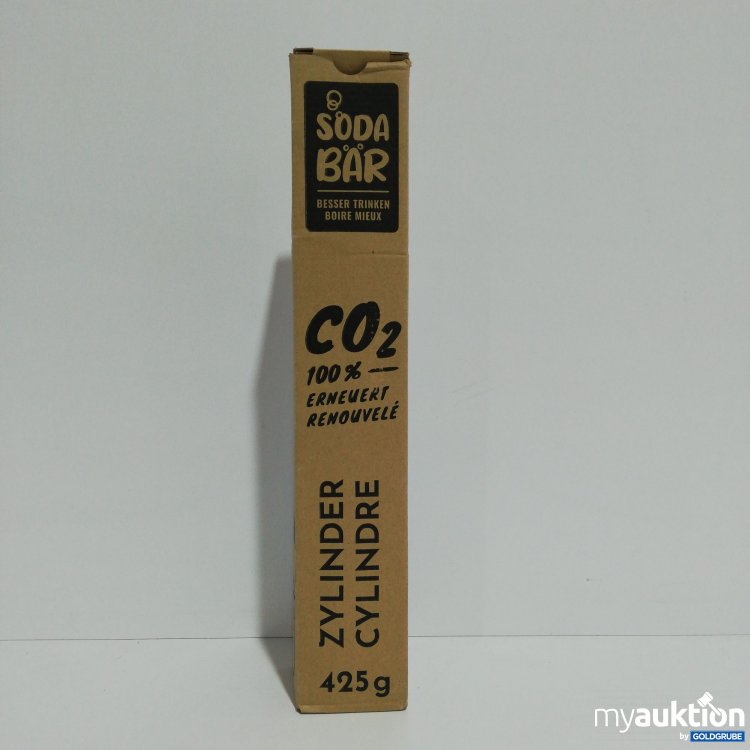 SODA
BÄR
BESSER TRINKEN
BOIRE MIEUX
CO2
100% —
ERNEUERT
RENOUVELÉ
ZYLINDER
CYLINDRE
425g
myauktion
by GOLDGRUBE